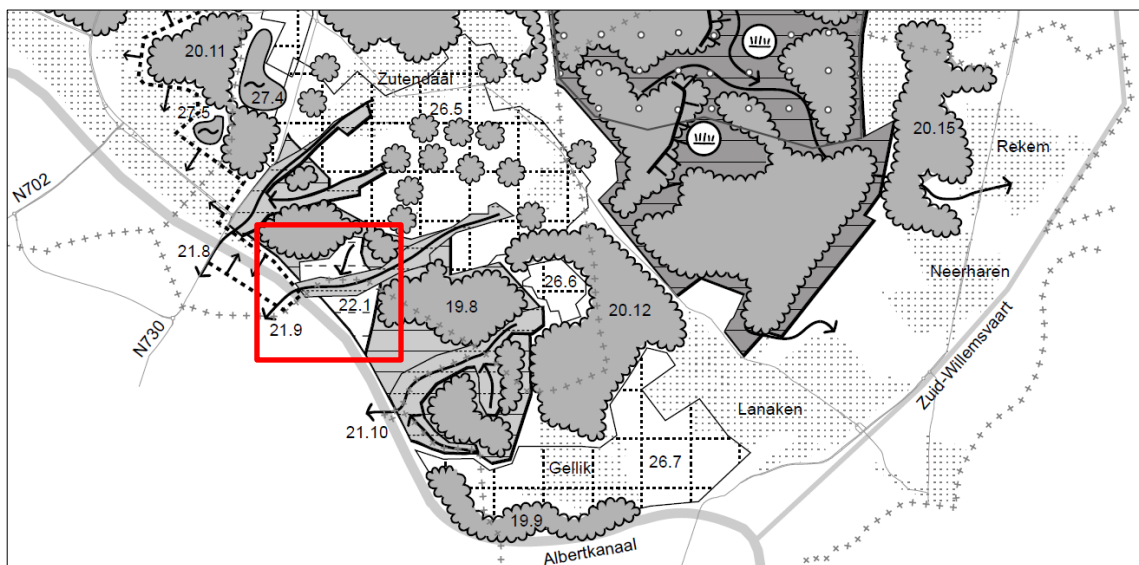 20.11
Zutendaal
27.4
26.5
27.5
20.15
Rekem
N702
21.8
Neerharen
26.6
22.1
19.8
20.12
21.9
N730
Zuid-Willemsvaart
Lanaken
21.10
Gellik
26.7
19.9
Albertkanaal